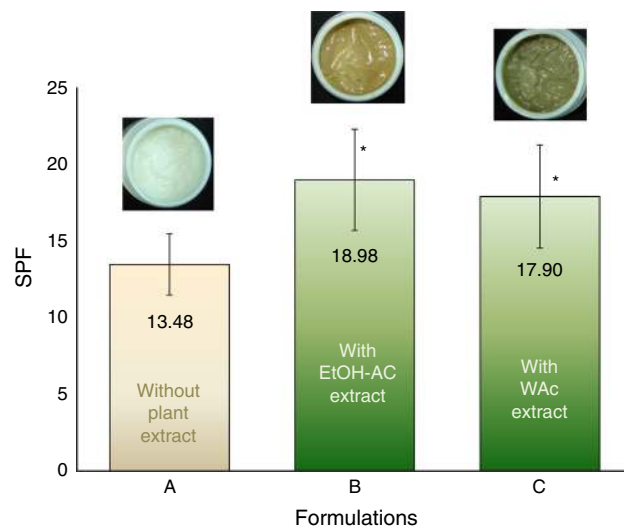 25
20
15
10
5
0
SPF
13.48
Without
plant
extract
*
18.98
With
EtOH-AC
extract
*
17.90
With
WAc
extract
A
B
C
Formulations